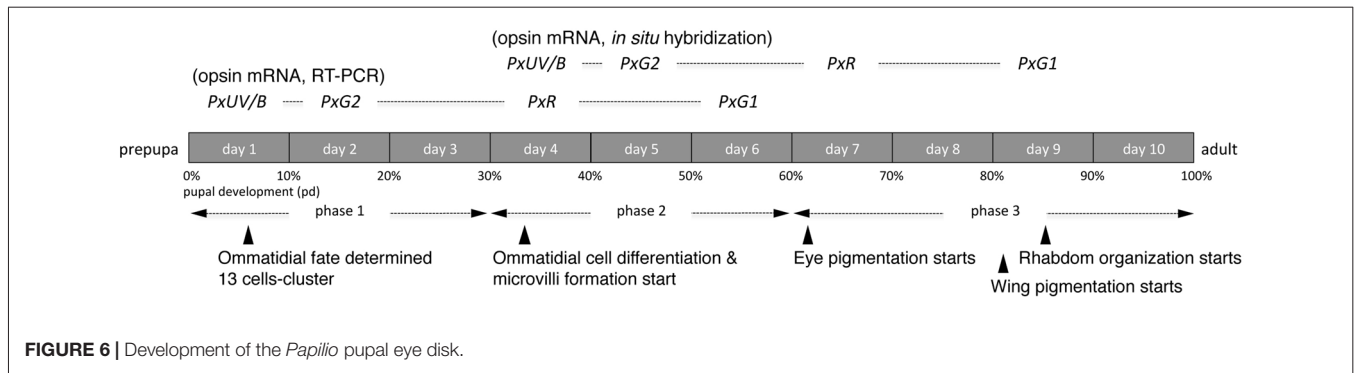 (opsin mRNA, in situ hybridization)
PxUV/B PxG2 PxR PxG1
(opsin mRNA, RT-PCR)
PxUV/B PxG2 PxR PxG1
prepupa day 1 day 2 day 3 day 4 day 5 day 6 day 7 day 8 day 9 day 10 adult
0% 10% 20% 30% 40% 50% 60% 70% 80% 90% 100%
pupal development (pd)
phase 1 phase 2 phase 3
Ommatidial fate determined
13 cells-cluster
Ommatidial cell differentiation &
microvilli formation start
Eye pigmentation starts
Rhabdom organization starts
Wing pigmentation starts
FIGURE 6 | Development of the Papilio pupal eye disk.